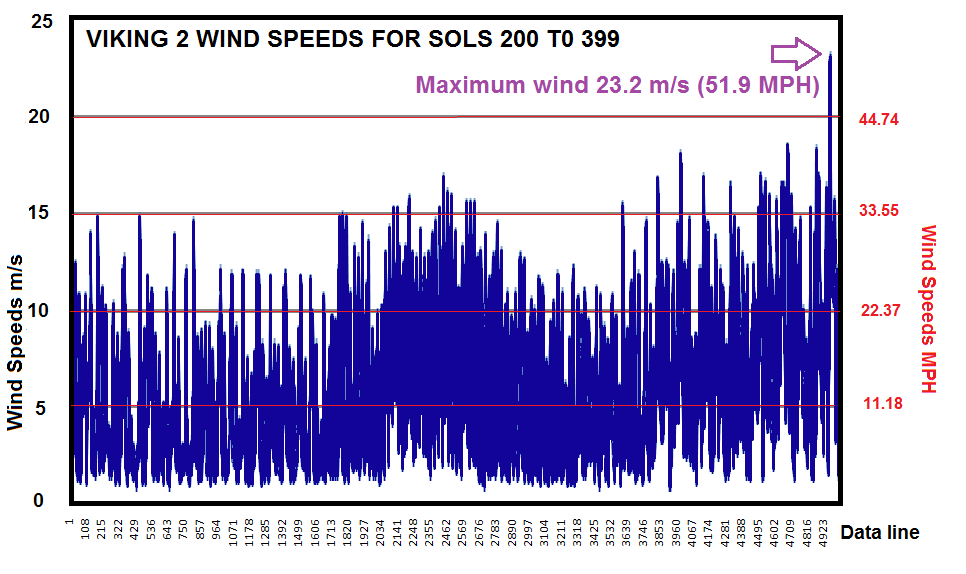 25
VIKING 2 WIND SPEEDS FOR SOLS 200 T0 399
Maximum wind 23.2 m/s (51.9 MPH)
20
44.74
15
33.55
10
22.37
5
11.18
0
Wind Speeds m/s
Wind Speeds MPH
1 108 215 322 429 536 643 750 857 964 1071 1178 1285 1392 1499 1606 1713 1820 1927 2034 2141 2248 2355 2462 2569 2676 2783 2890 2997 3104 3211 3318 3425 3532 3639 3746 3853 3960 4067 4174 4281 4388 4495 4602 4709 4816 4923
Data line